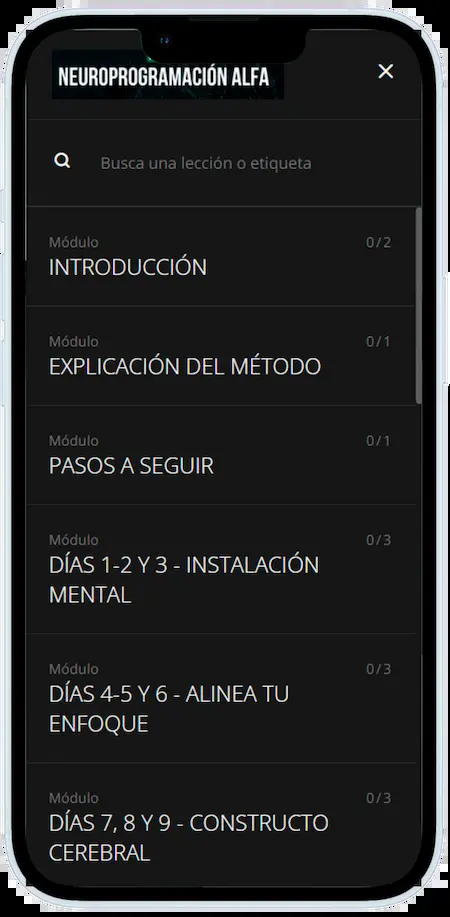 NEUROPROGRAMACIÓN ALFA
Busca una lección o etiqueta
Módulo 0/2
INTRODUCCIÓN
Módulo 0/1
EXPLICACIÓN DEL MÉTODO
Módulo 0/1
PASOS A SEGUIR
Módulo 0/3
DÍAS 1-2 Y 3 - INSTALACIÓN
MENTAL
Módulo 0/3
DÍAS 4-5 Y 6 - ALINEA TU
ENFOQUE
Módulo 0/3
DÍAS 7, 8 Y 9 - CONSTRUCTO
CEREBRAL